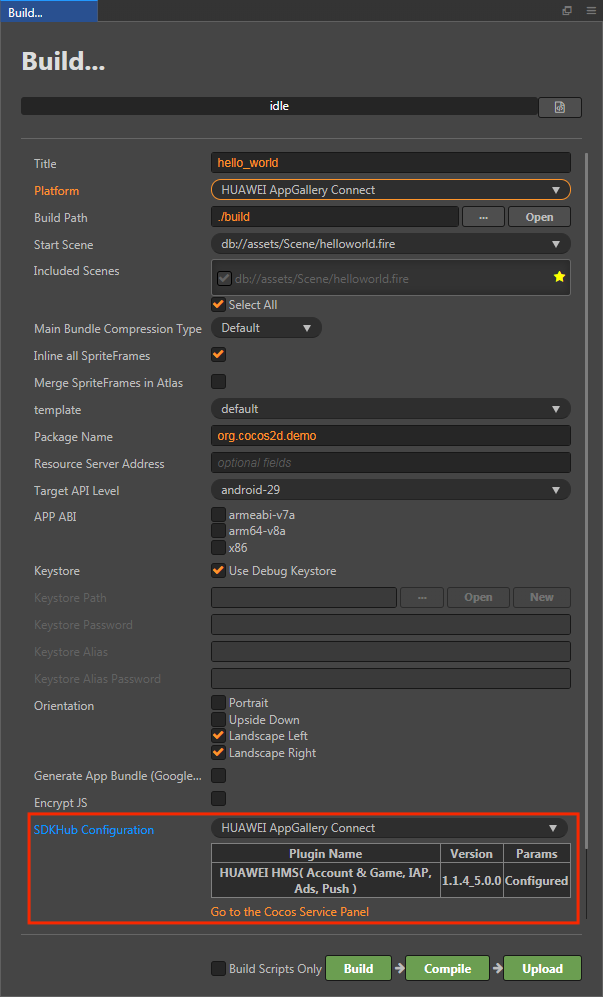 Build...
Build...
idle
Title hello_world
Platform HUAWEI AppGallery Connect
Build Path ./build ... Open
Start Scene db://assets/Scene/helloworld.fire
Included Scenes db://assets/Scene/helloworld.fire
Select All
Main Bundle Compression Type Default
Inline all SpriteFrames
Merge SpriteFrames in Atlas
template default
Package Name org.cocos2d.demo
Resource Server Address optional fields
Target API Level android-29
APP ABI armeabi-v7a
arm64-v8a
x86
Keystore Use Debug Keystore
Keystore Path ... Open New
Keystore Password
Keystore Alias
Keystore Alias Password
Orientation Portrait
Upside Down
Landscape Left
Landscape Right
Generate App Bundle (Google...
Encrypt JS
SDKHub Configuration HUAWEI AppGallery Connect
Plugin Name Version Params
HUAWEI HMS( Account & Game, IAP, Ads, Push ) 1.1.4_5.0.0 Configured
Go to the Cocos Service Panel
Build Scripts Only Build Compile Upload